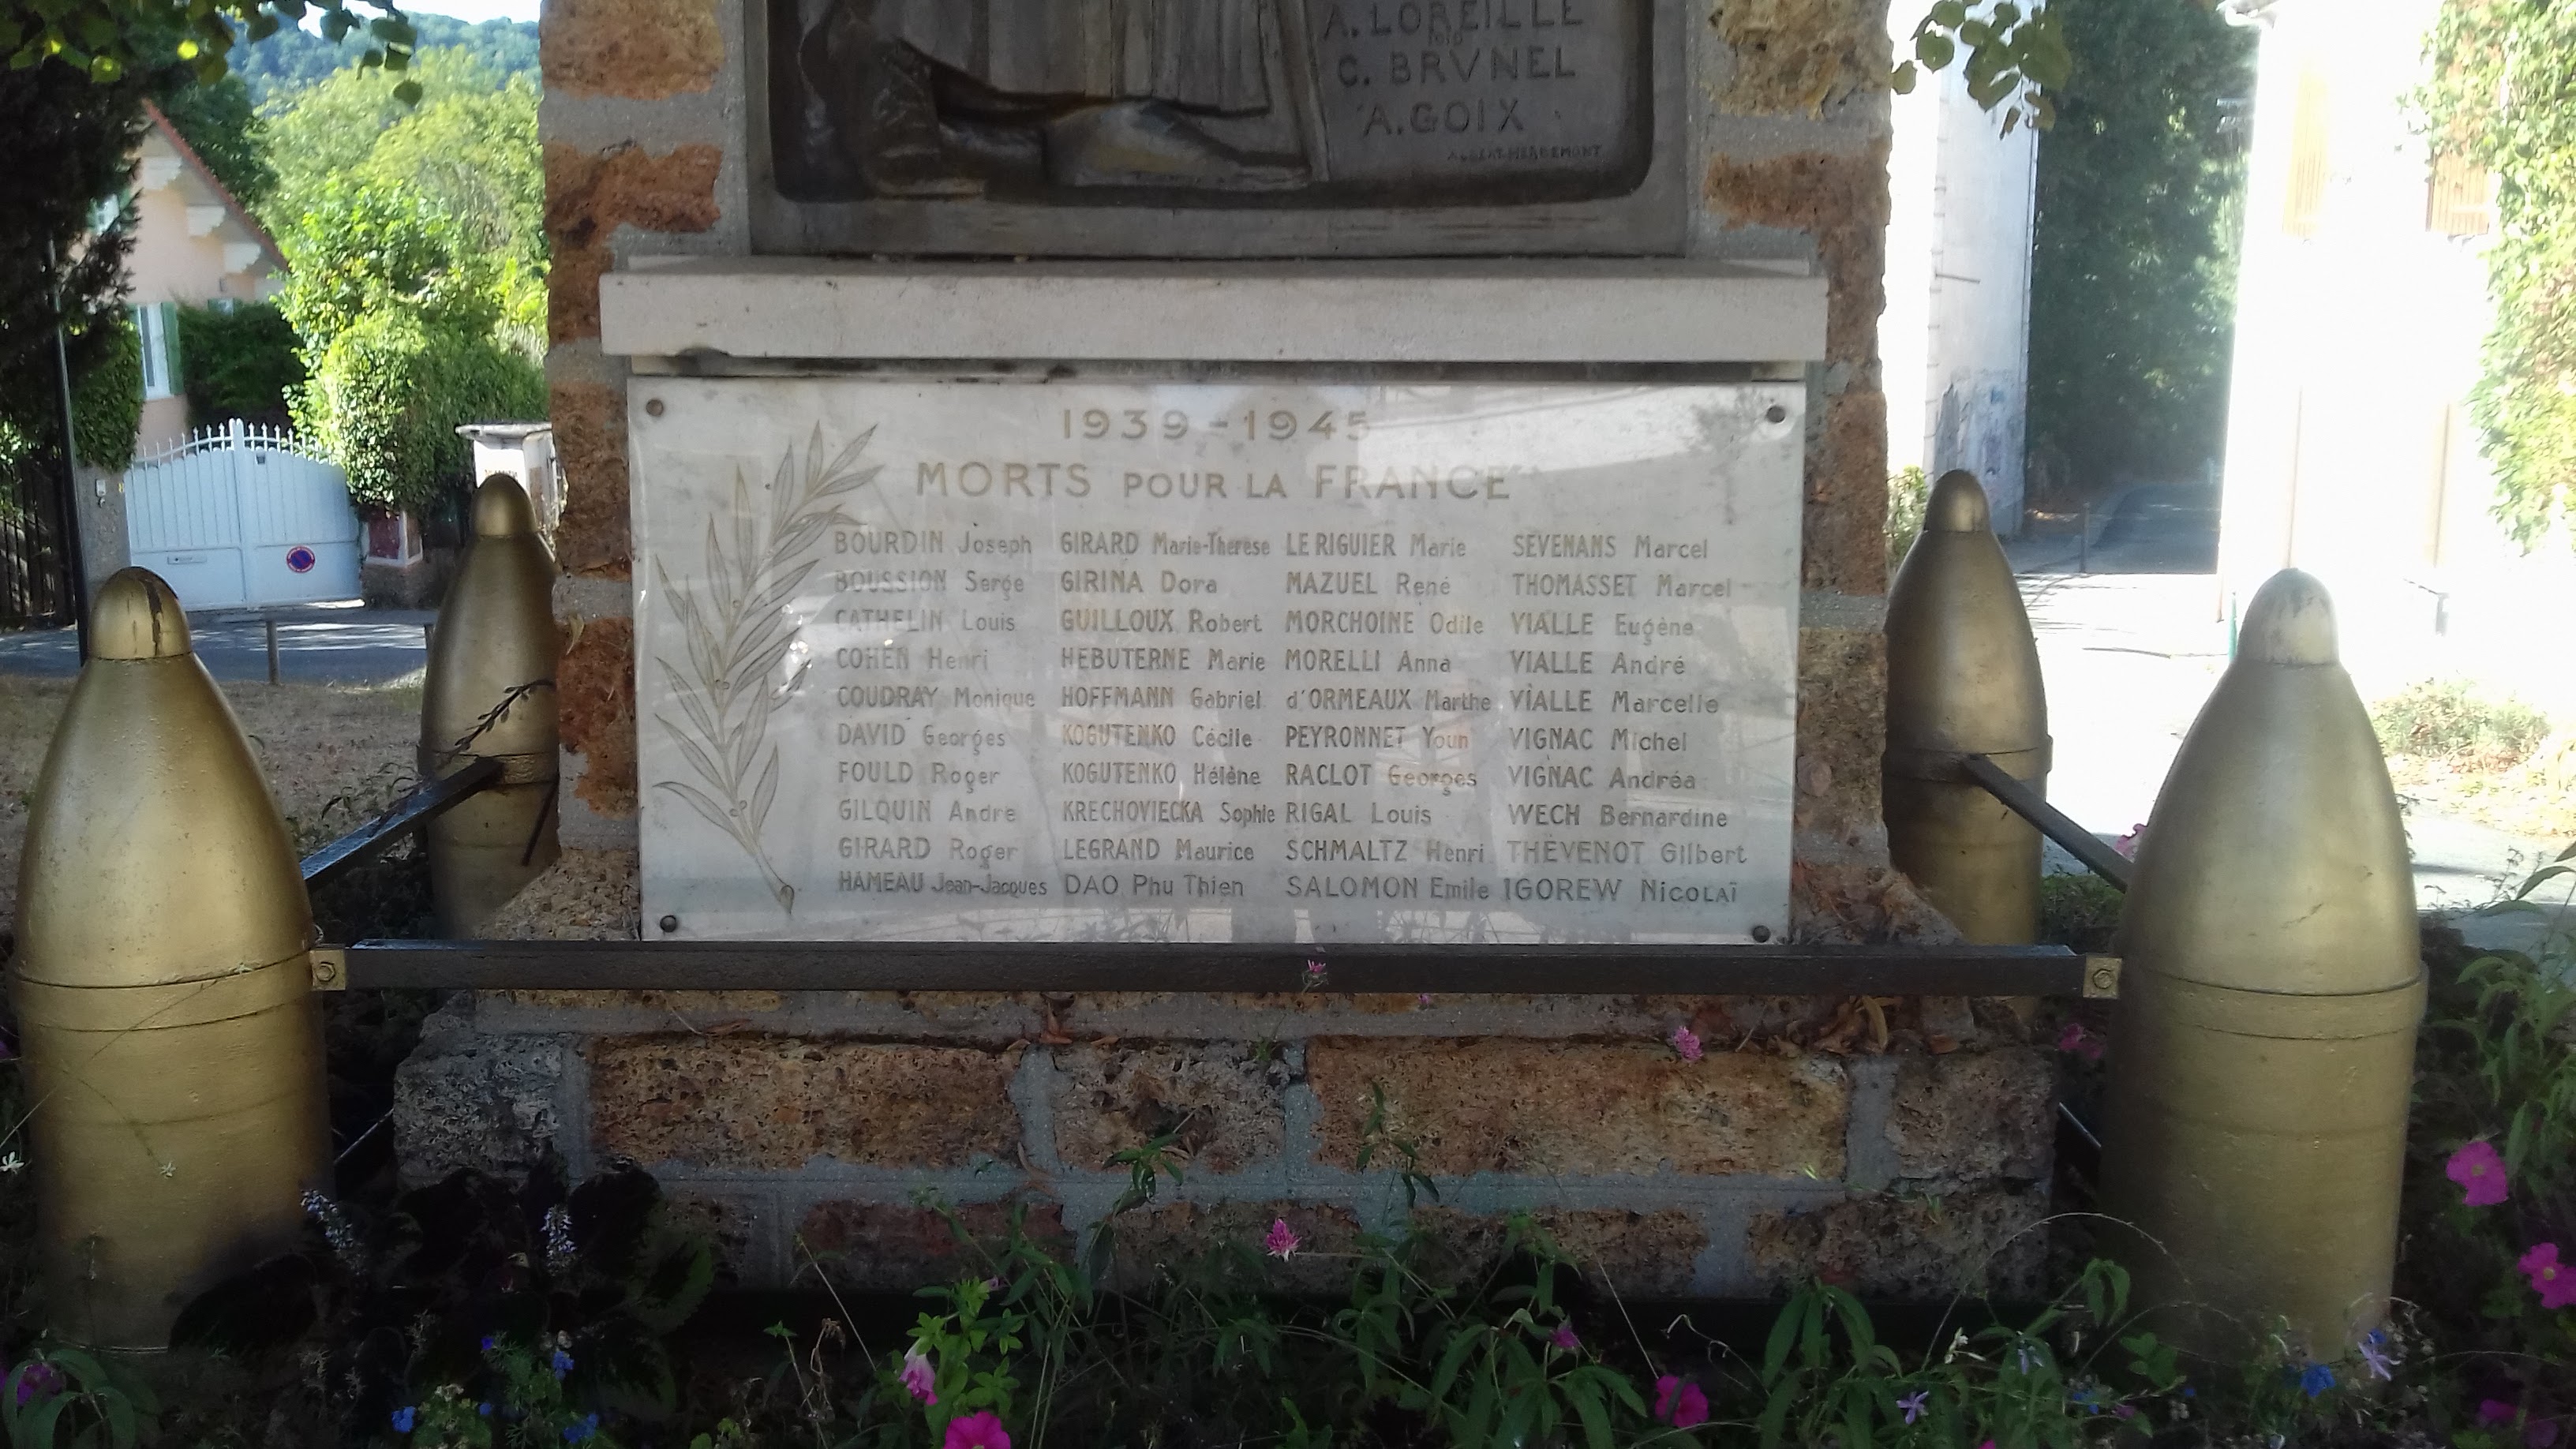 A. LOREILLE
C. BRVNEL
A. GOIX
1939-1945
MORTS POUR LA FRANCE
BOURDIN Joseph GIRARD Marie-Thérèse LE RIGUIER Marie SEVENANS Marcel
BOUSSION Serge GIRINA Dora MAZUEL René THOMASSET Marcel
CATHELIN Louis GUILLOUX Robert MORCHOINE Odile VIALLE Eugène
COHEN Henri HEBUTERNE Marie MORELLI Anna VIALLE André
COUDRAY Monique HOFFMANN Gabriel d'ORMEAUX Marthe VIALLE Marcelle
DAVID Georges KOGUTENKO Cécile PEYRONNET Youn VIGNAC Michel
FOULD Roger KOGUTENKO Hélène RACLOT Georges VIGNAC Andréa
GILQUIN André KRECHOVIECKA Sophie RIGAL Louis WECH Bernardine
GIRARD Roger LEGRAND Maurice SCHMALTZ Henri THÉVENOT Gilbert
HAMEAU Jean-Jacques DAO Phu Thien SALOMON Emile IGOREW NICOLAÏ